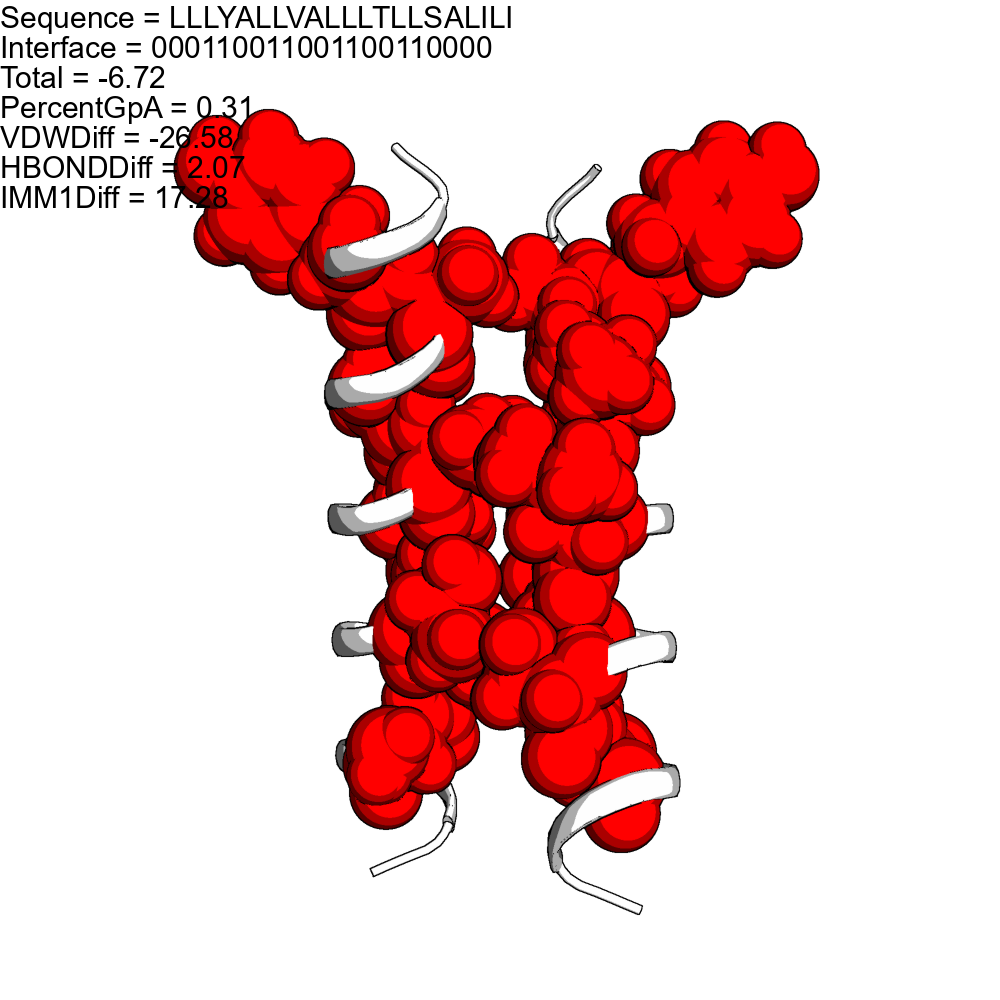 Sequence = LLLYALLVALLLTLLSALILI
Interface = 000110011001100110000
Total = -6.72
PercentGpA = 0.31
VDWDiff = -26.58
HBONDDiff = 2.07
IMM1Diff = 17.28